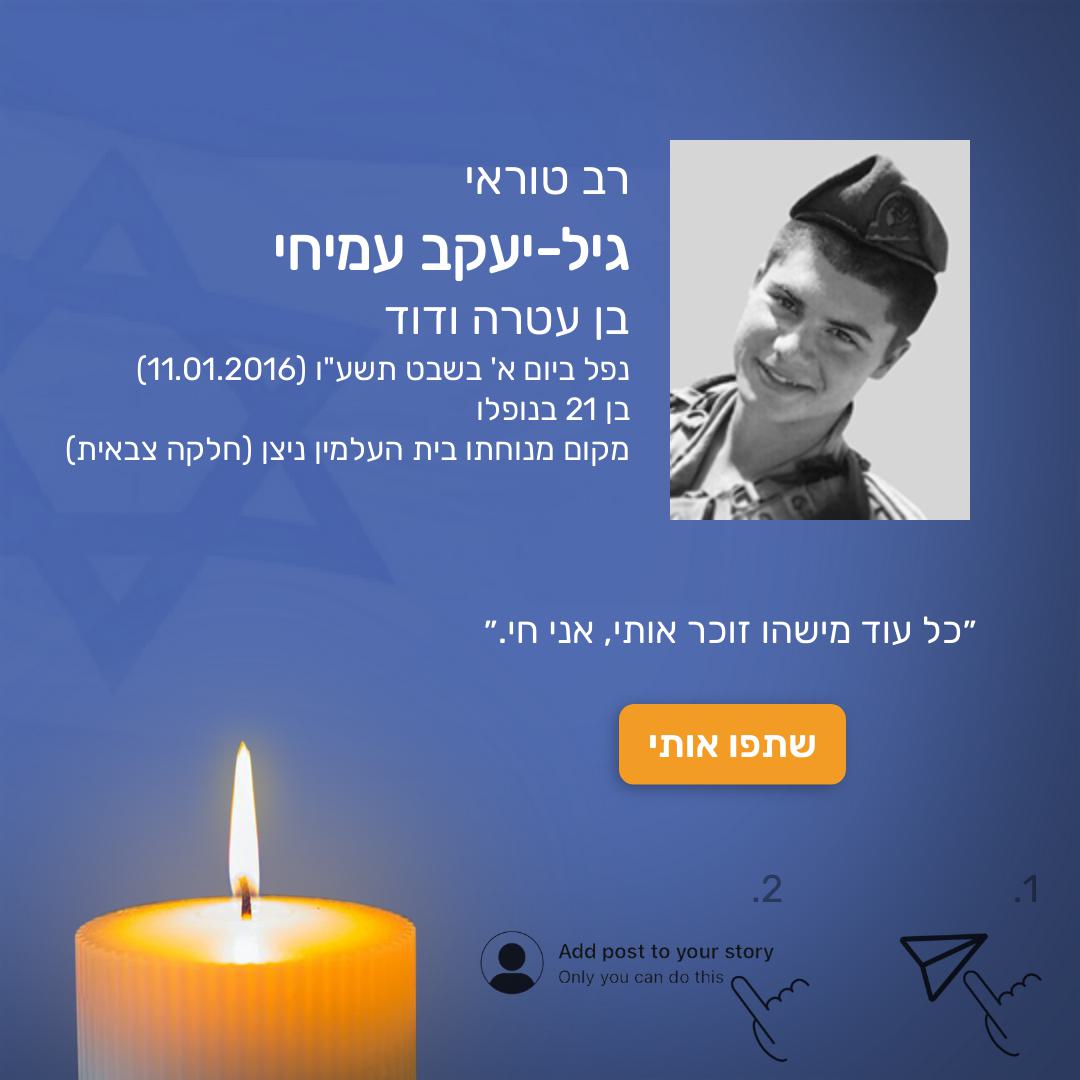 רב טוראי
גיל-יעקב עמיחי
בן עטרה ודוד
נפל ביום א' בשבט תשע"ו (11.01.2016)
בן 21 בנופלו
מקום מנוחתו בית העלמין ניצן (חלקה צבאית)
״כל עוד מישהו זוכר אותי, אני חי.״
שתפו אותי
1.
2.
Add post to your story
Only you can do this